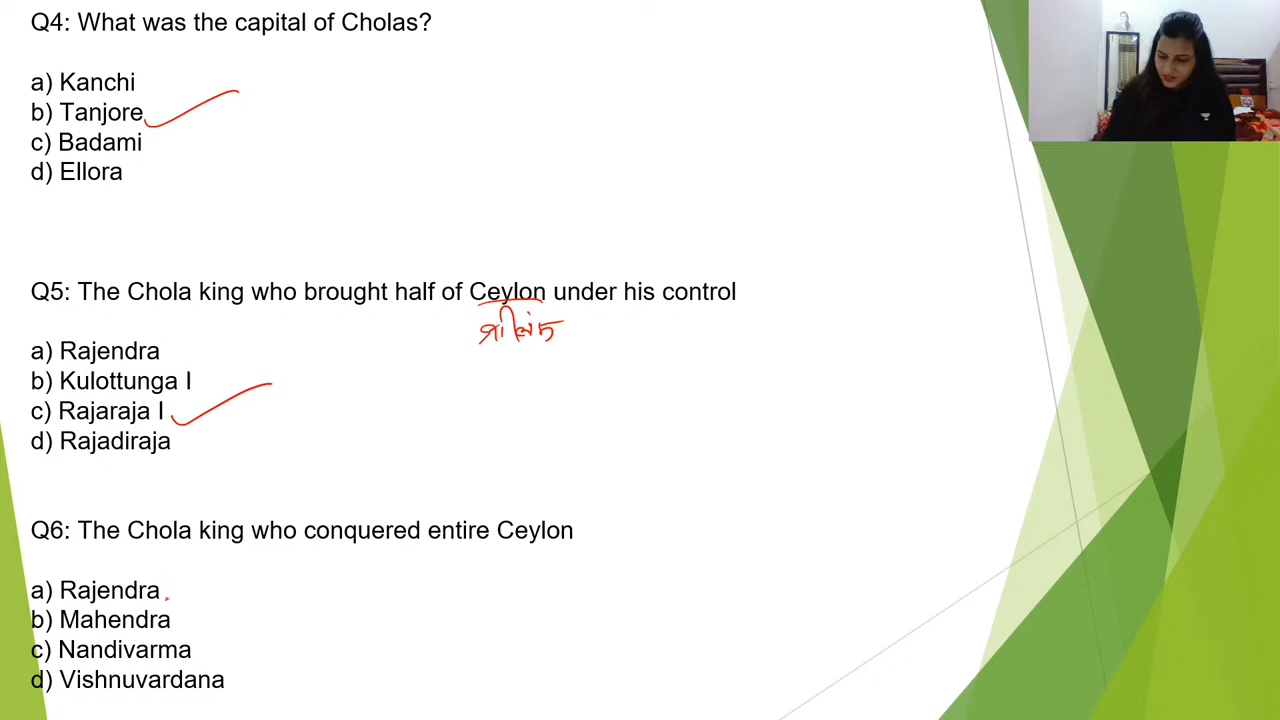 Q4: What was the capital of Cholas?
a) Kanchi
b) Tanjore
c) Badami
d) Ellora
Q5: The Chola king who brought half of Ceylon under his control
a) Rajendra
b) Kulottunga I
c) Rajaraja I
d) Rajadiraja
Q6: The Chola king who conquered entire Ceylon
a) Rajendra
b) Mahendra
c) Nandivarma
d) Vishnuvardana